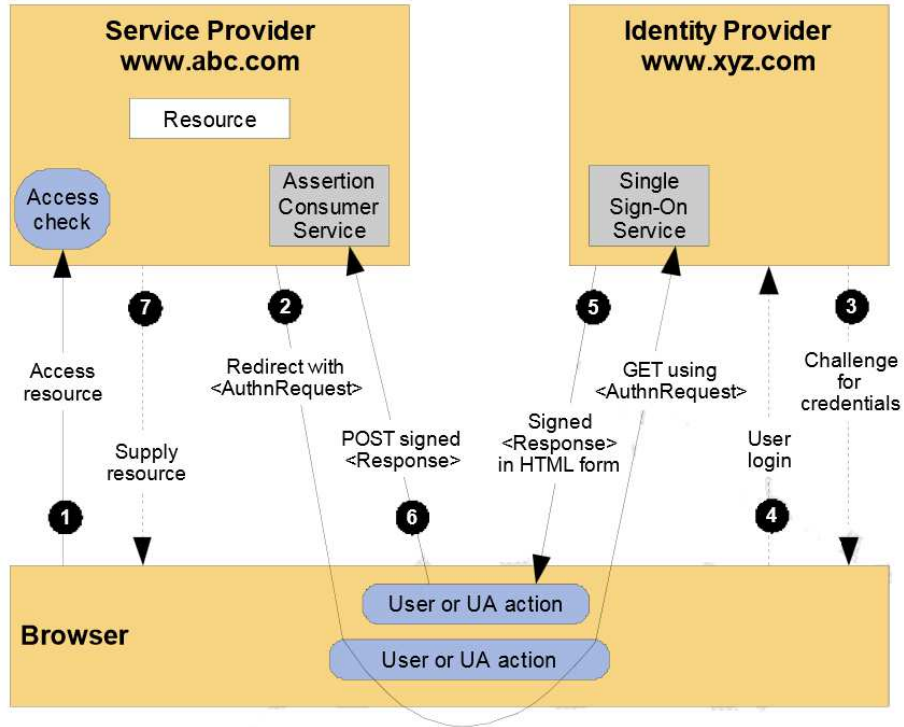 Service Provider
www.abc.com
Identity Provider
www.xyz.com
Resource
Access
check
Assertion
Consumer
Service
Single
Sign-On
Service
7
2
5
3
Access
resource
Redirect with
<AuthnRequest>
GET using
<AuthnRequest>
Challenge
for
credentials
Supply
resource
POST signed
<Response>
Signed
<Response>
in HTML form
User
login
1
6
4
User or UA action
Browser
User or UA action